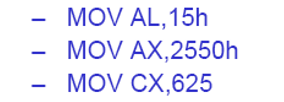 – MOV AL,15h
– MOV AX,2550h
– MOV CX,625